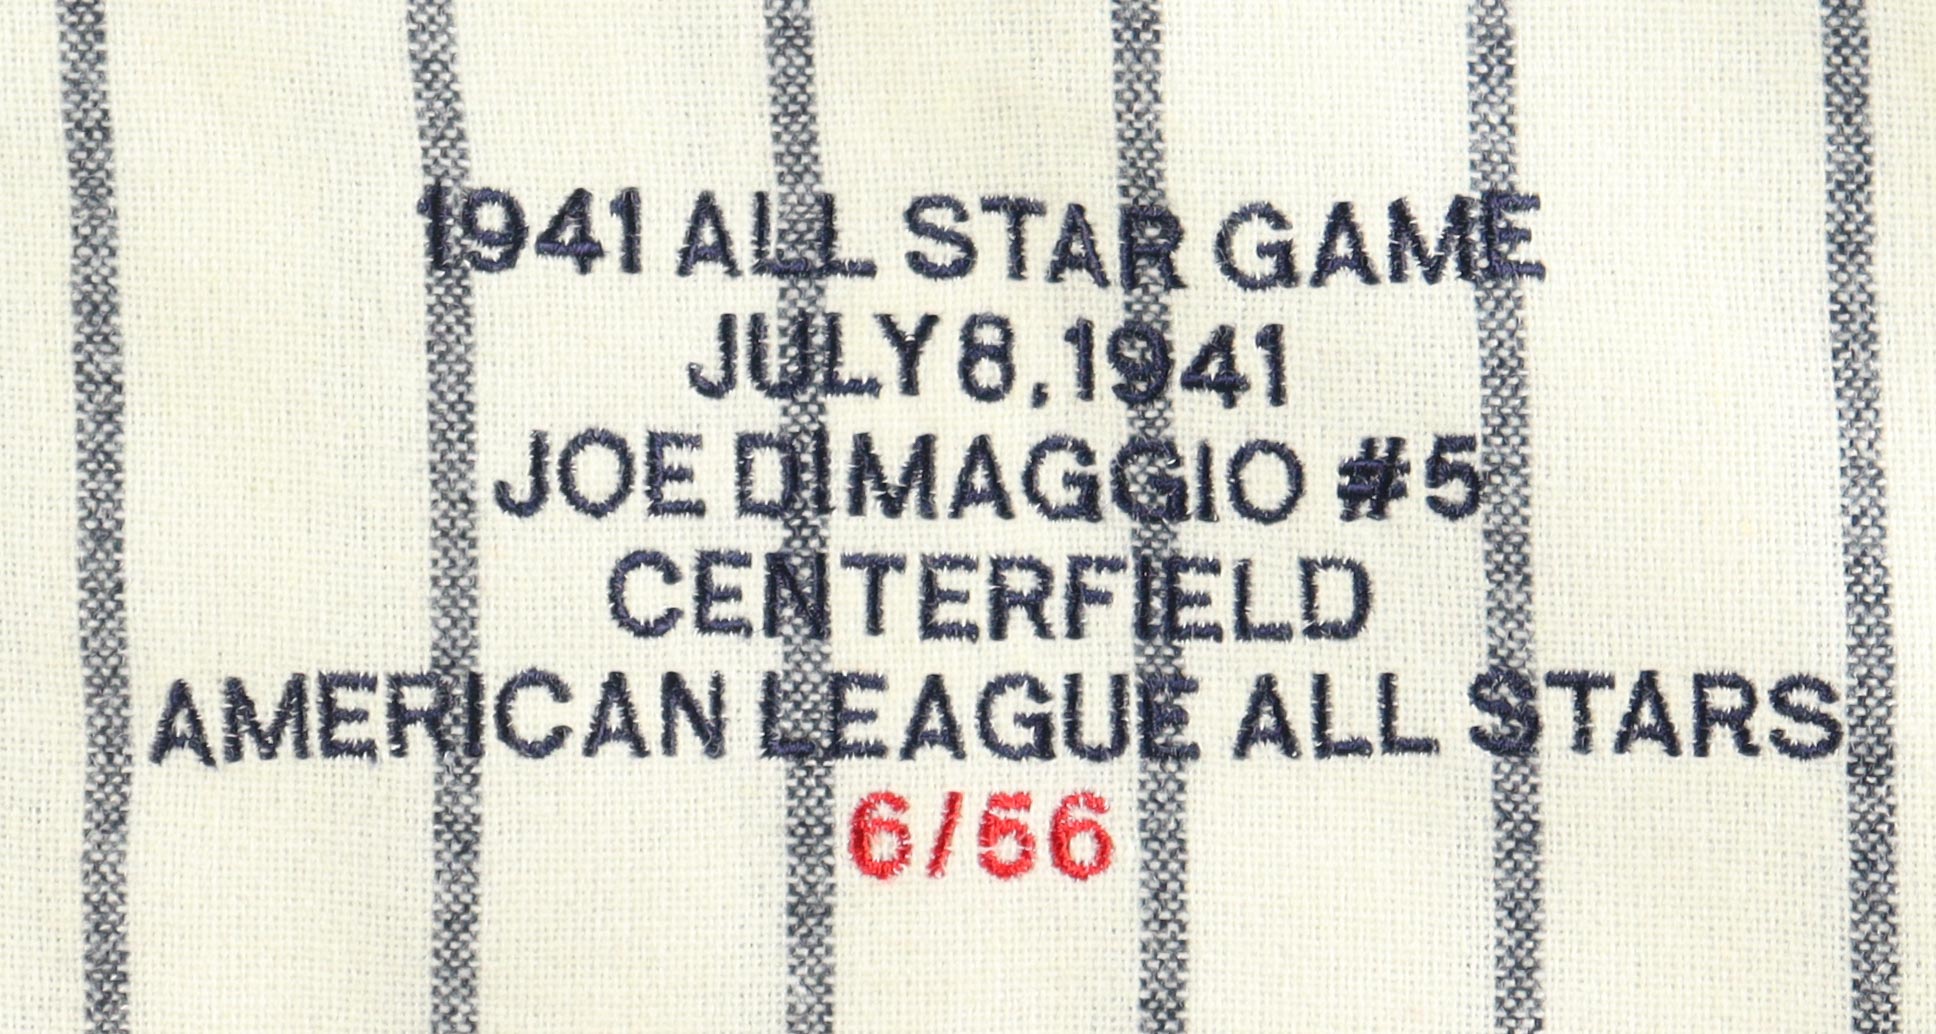 1941 ALL STAR GAME
JULY 8, 1941
JOE DIMAGGIO #5
CENTERFIELD
AMERICAN LEAGUE ALL STARS
6/56